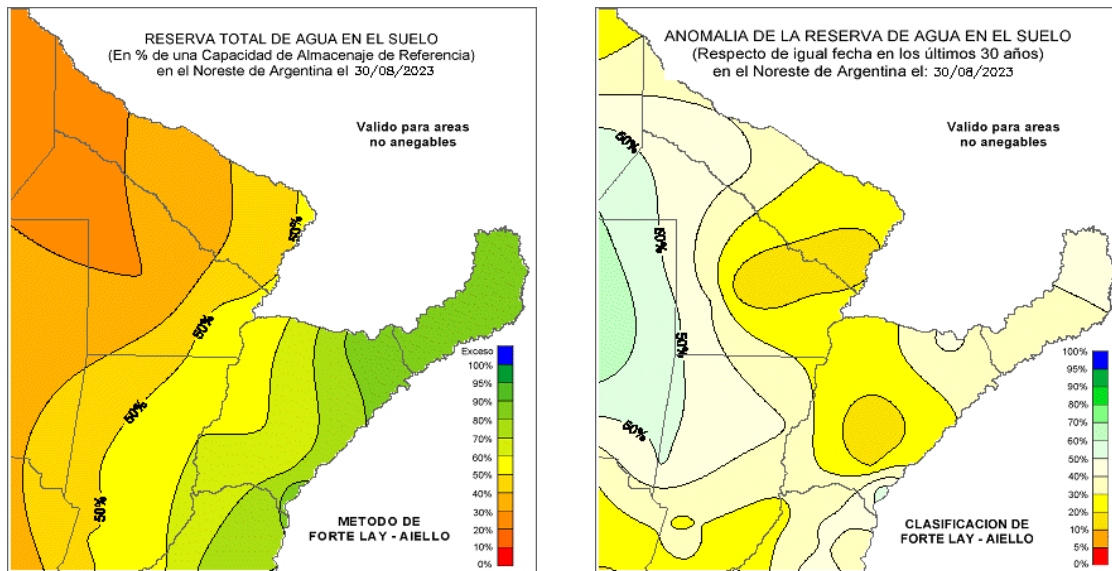 RESERVA TOTAL DE AGUA EN EL SUELO
(En % de una Capacidad de Almacenaje de Referencia)
en el Noreste de Argentina el 30/08/2023
Valido para areas
no anegables
50%
50%
50%
50%
Exceso
100%
95%
90%
80%
70%
60%
50%
40%
30%
20%
10%
0%
METODO DE
FORTE LAY - AIELLO
ANOMALIA DE LA RESERVA DE AGUA EN EL SUELO
(Respecto de igual fecha en los últimos 30 años)
en el Noreste de Argentina el: 30/08/2023
Valido para areas
no anegables
50%
50%
50%
50%
100%
95%
90%
80%
70%
60%
50%
40%
30%
20%
10%
5%
0%
CLASIFICACION DE
FORTE LAY - AIELLO